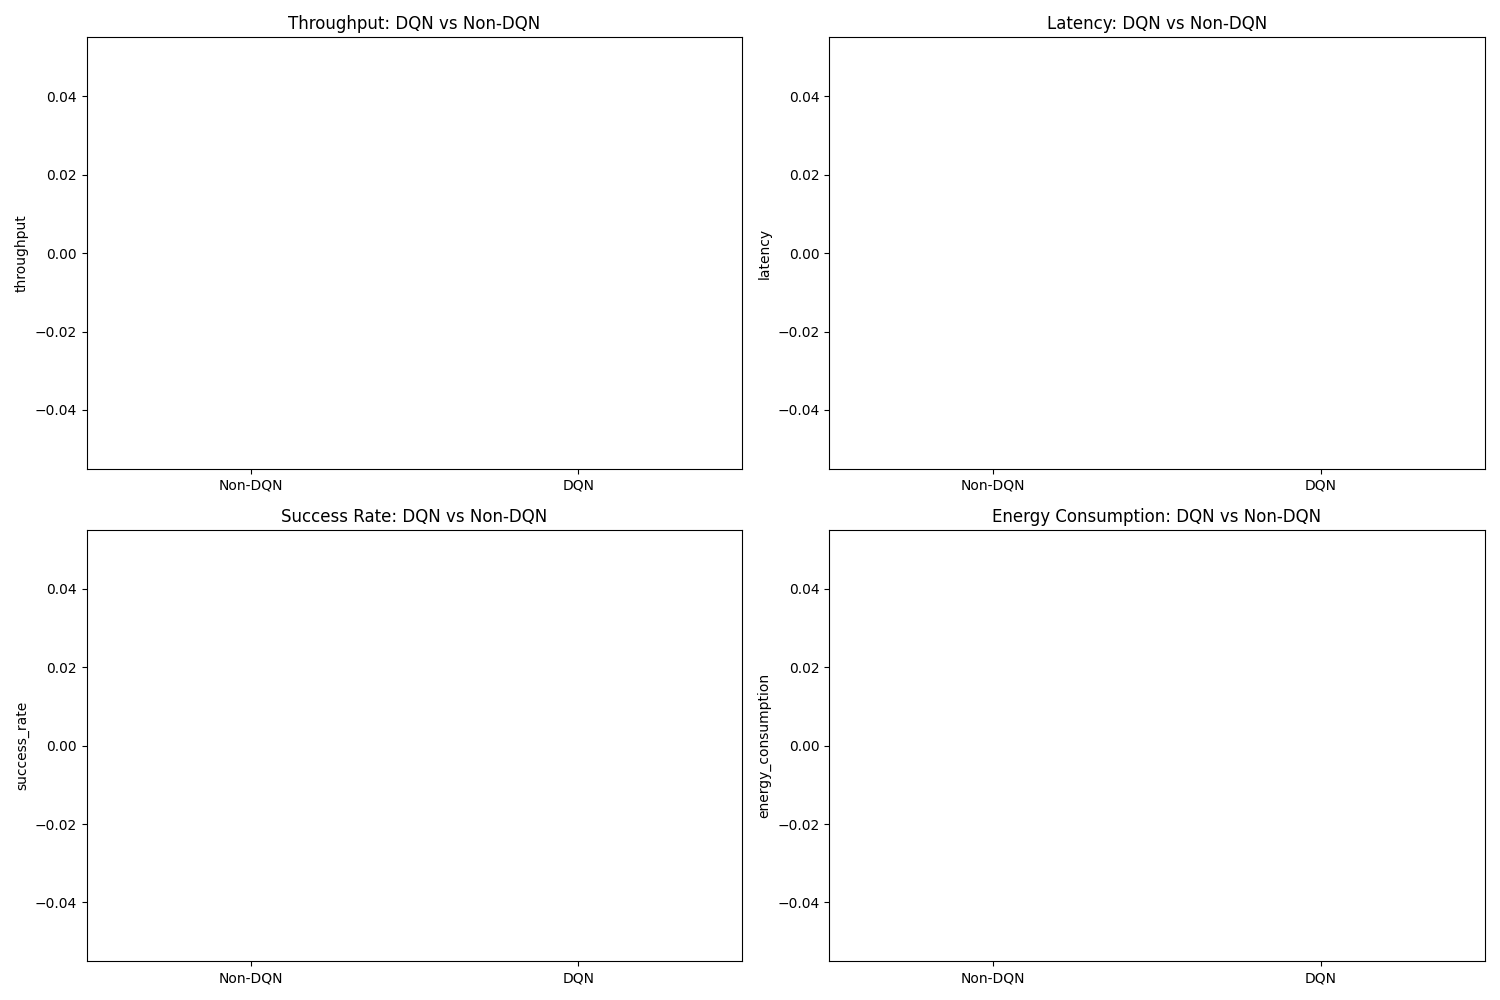 Throughput: DQN vs Non-DQN
0.04
0.02
0.00
−0.02
−0.04
throughput
Non-DQN
DQN
Latency: DQN vs Non-DQN
0.04
0.02
0.00
−0.02
−0.04
latency
Non-DQN
DQN
Success Rate: DQN vs Non-DQN
0.04
0.02
0.00
−0.02
−0.04
success_rate
Non-DQN
DQN
Energy Consumption: DQN vs Non-DQN
0.04
0.02
0.00
−0.02
−0.04
energy_consumption
Non-DQN
DQN